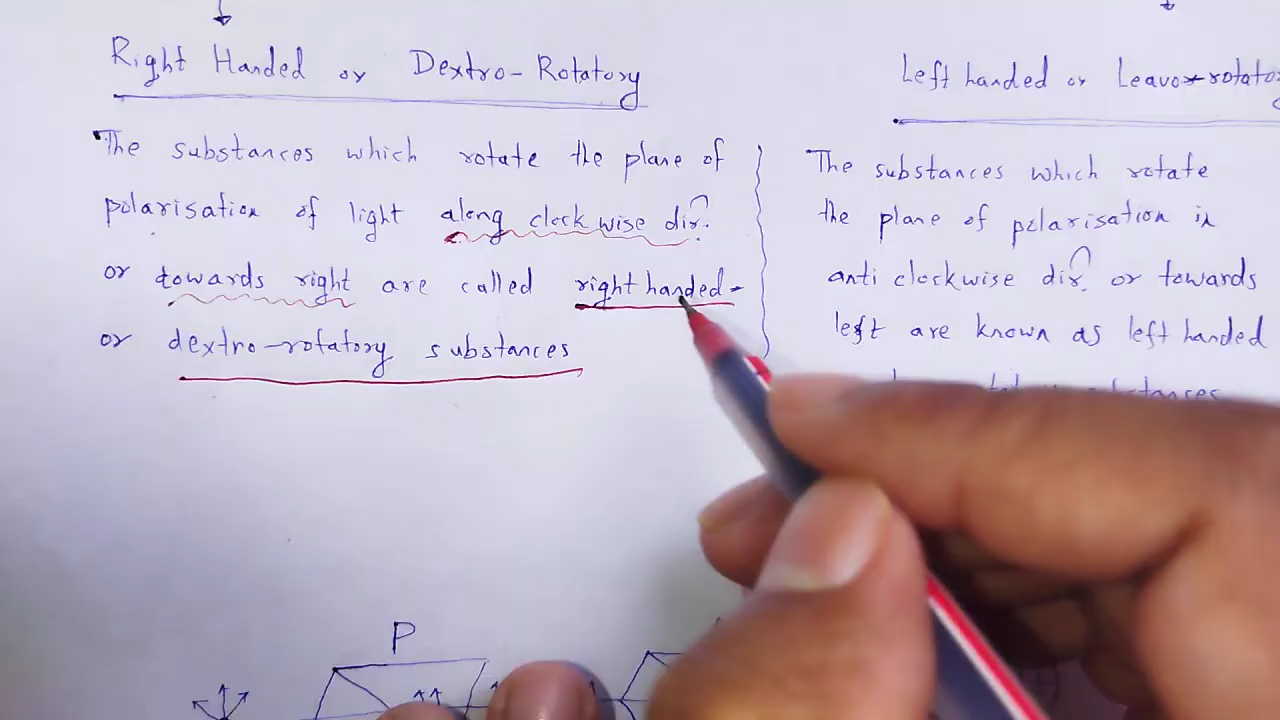 Right Handed or Dextro-Rotatory
The substances which rotate the plane of
polarisation of light along clockwise dir.
or towards right are called right handed-
or dextro-rotatory substances
Left handed or Leavo-rotato
The substances which rotate
the plane of polarisation in
anti clockwise dir. or towards
left are known as left handed
substances
P